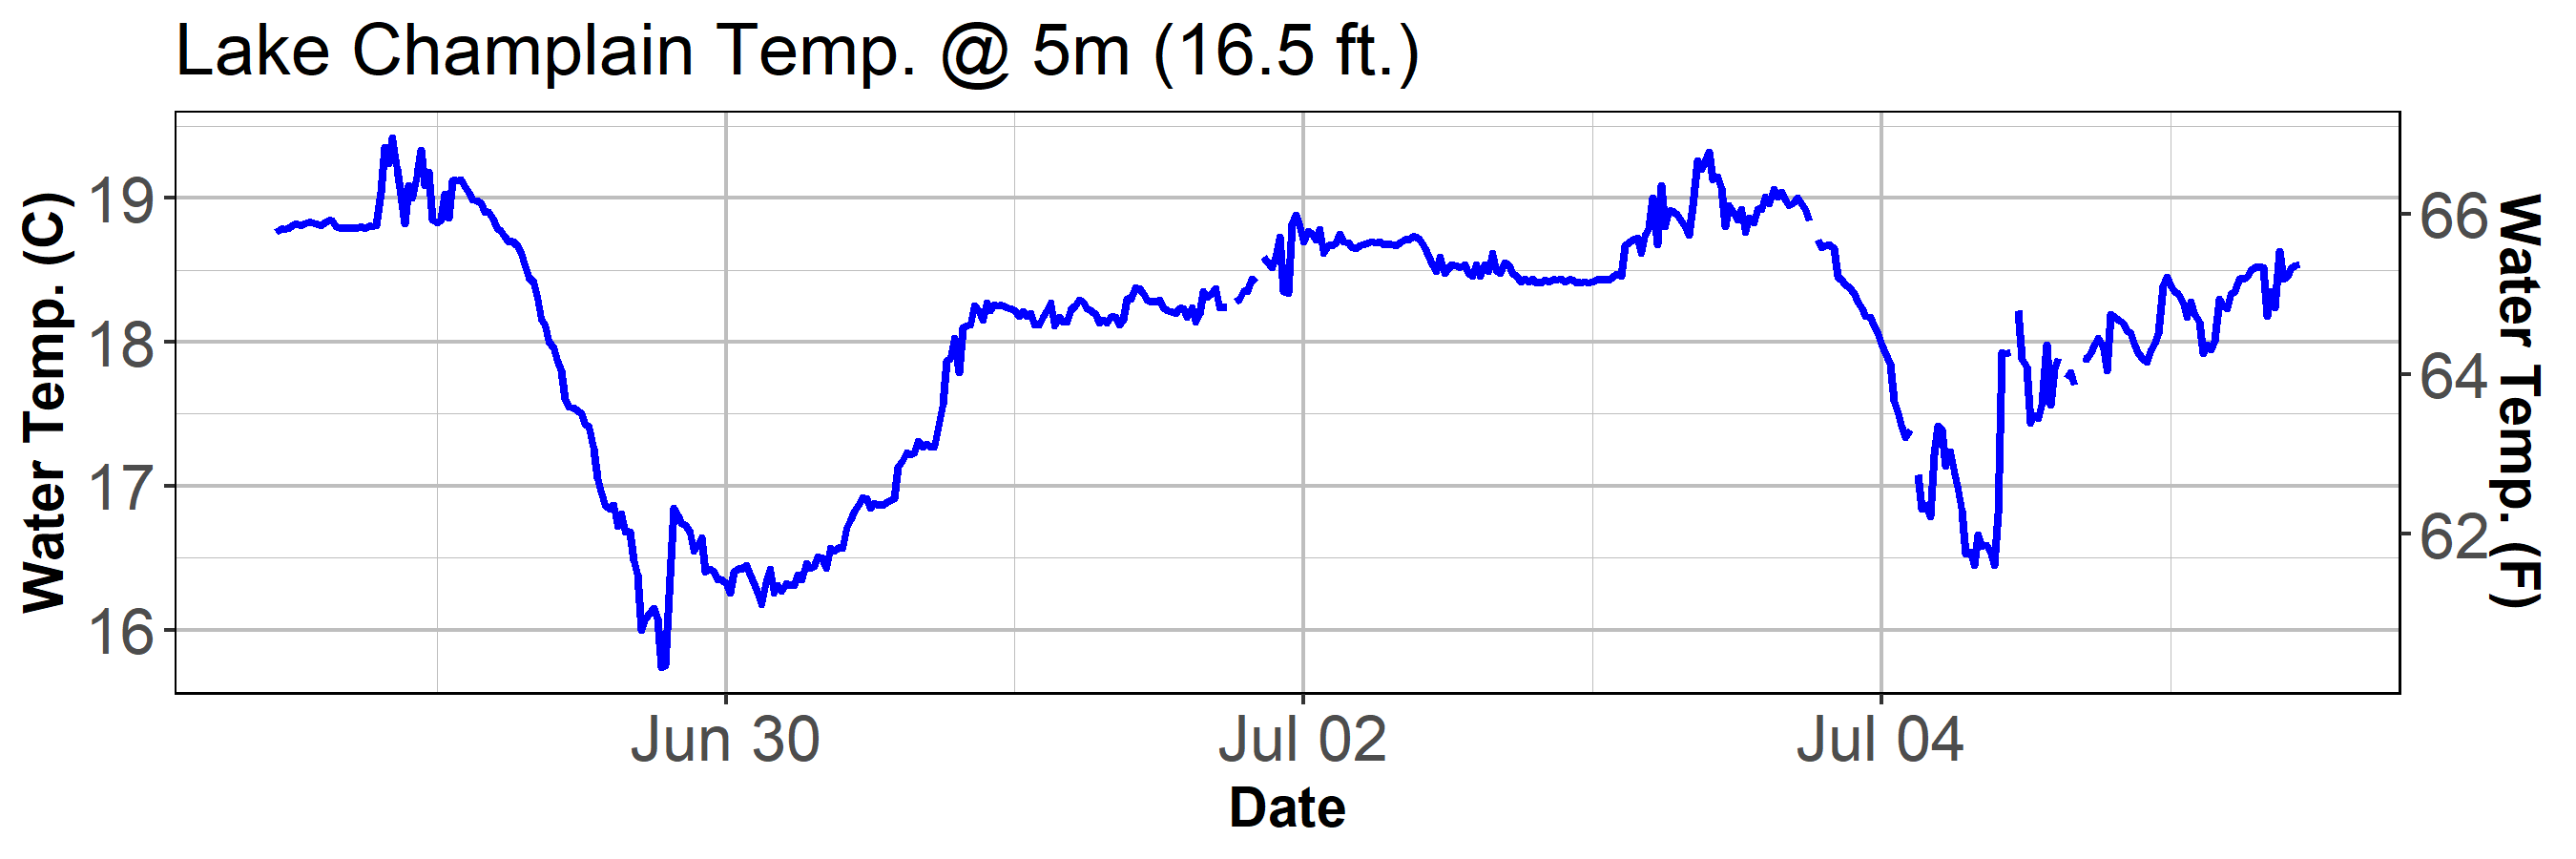 Lake Champlain Temp. @ 5m (16.5 ft.)
Water Temp. (C)
19
18
17
16
66
64
62
Water Temp. (F)
Jun 30
Jul 02
Jul 04
Date